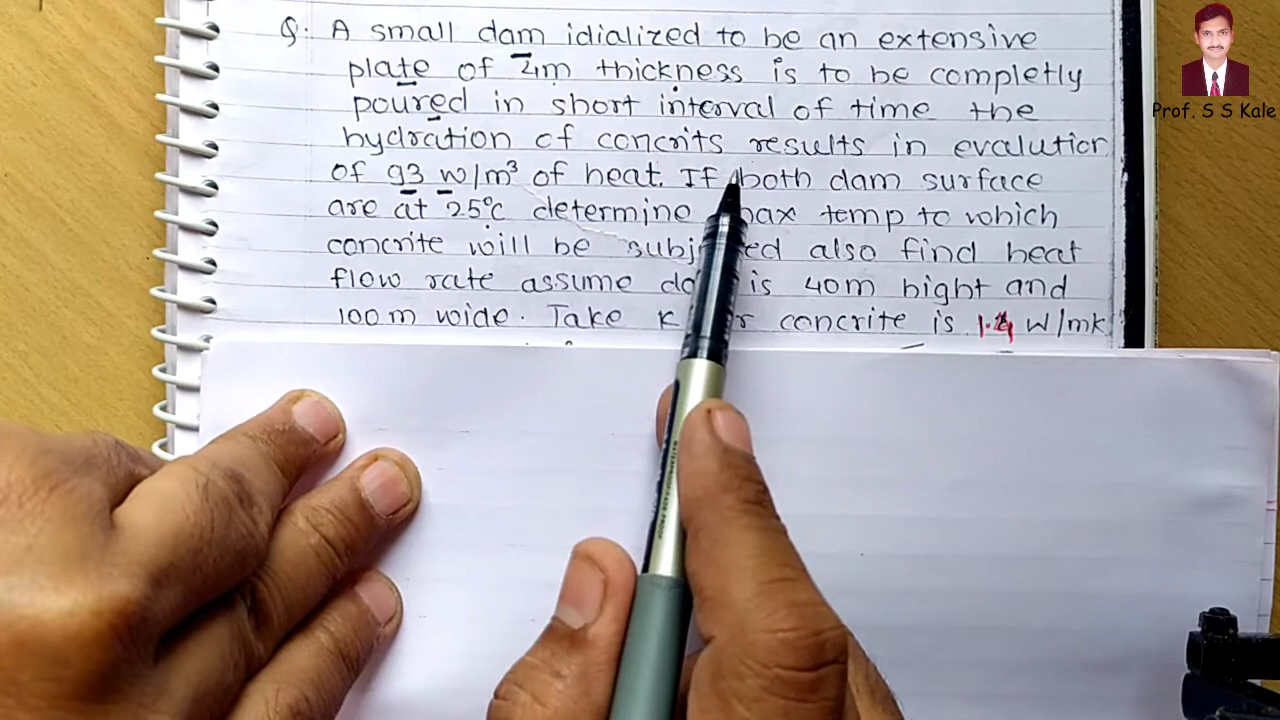 Q. A small dam idialized to be an extensive
plate of 4m thickness is to be completly
poured in short interval of time the
hydration of concrits results in evalution
of 93 w/m³ of heat. If both dam surface
are at 25°C determine max temp to which
concrite will be subj ed also find heat
flow rate assume is 40m hight and
100m wide. Take K concrite is W/mk
Prof. S S Kale